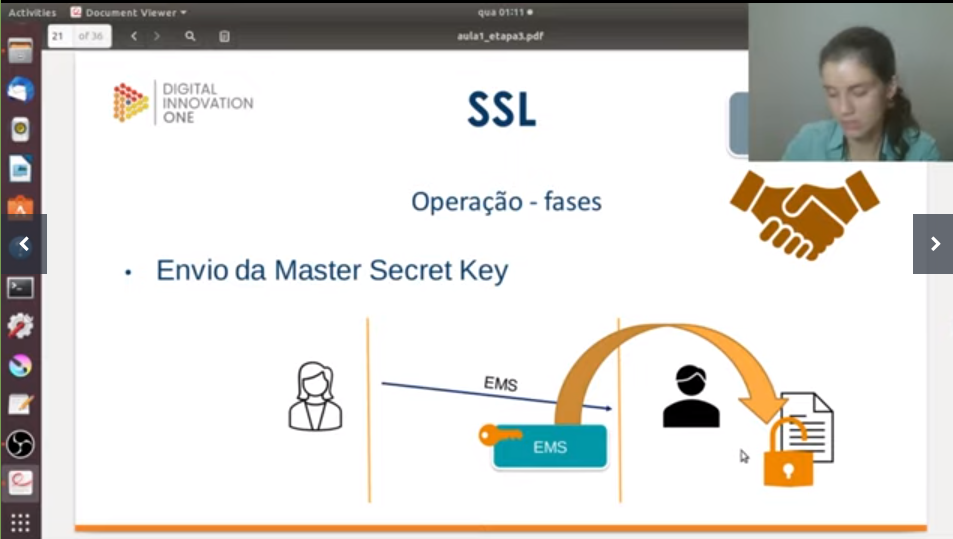 Activities Document Viewer qua 01:11
21 of 36 aula1_etapa3.pdf
DIGITAL
INNOVATION
ONE
SSL
Operação - fases
• Envio da Master Secret Key
EMS
EMS